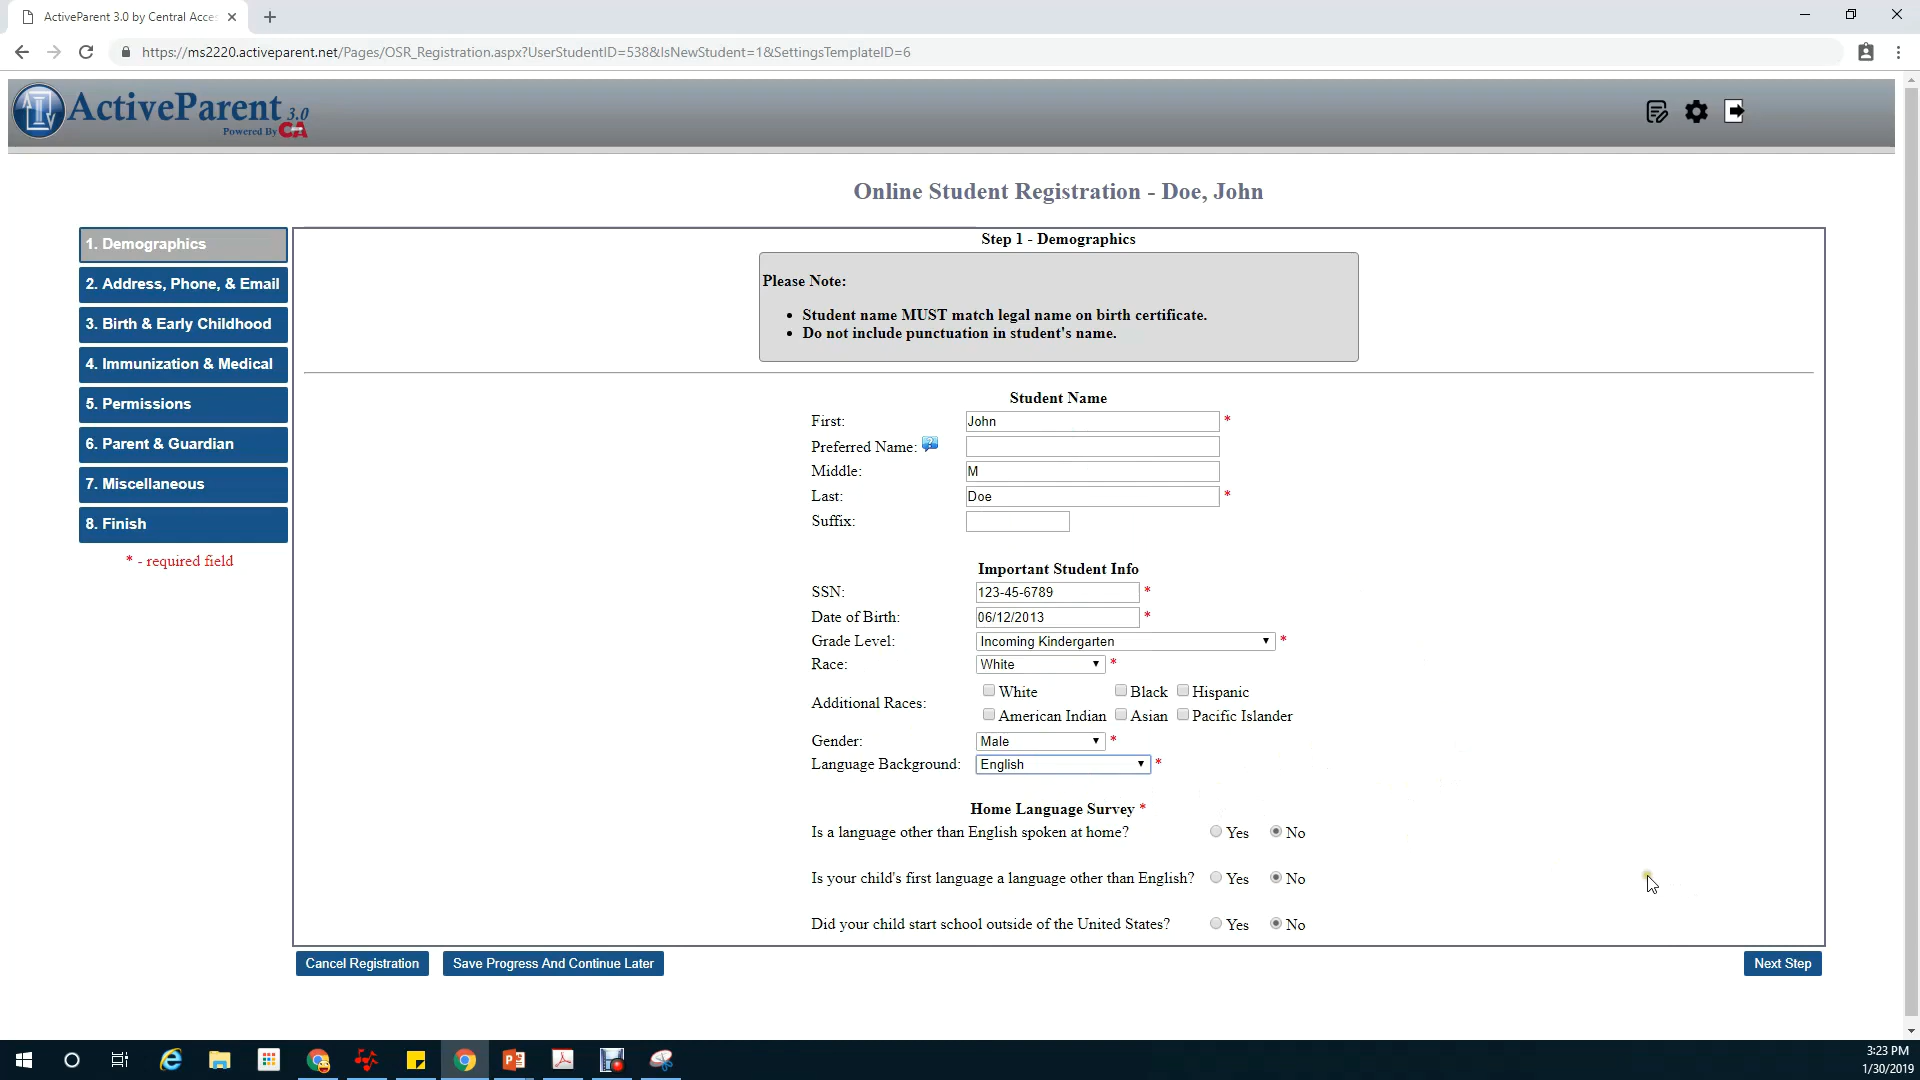 ActiveParent 3.0 by Central Acces
https://ms2220.activeparent.net/Pages/OSR_Registration.aspx?UserStudentID=538&IsNewStudent=1&SettingsTemplateID=6
ActiveParent 3.0
Powered By CA
Online Student Registration - Doe, John
1. Demographics
2. Address, Phone, & Email
3. Birth & Early Childhood
4. Immunization & Medical
5. Permissions
6. Parent & Guardian
7. Miscellaneous
8. Finish
* - required field
Step 1 - Demographics
Please Note:
• Student name MUST match legal name on birth certificate.
• Do not include punctuation in student's name.
Student Name
First: John *
Preferred Name: ?
Middle: M
Last: Doe *
Suffix:
Important Student Info
SSN: 123-45-6789 *
Date of Birth: 06/12/2013 *
Grade Level: Incoming Kindergarten *
Race: White *
Additional Races: White Black Hispanic
American Indian Asian Pacific Islander
Gender: Male *
Language Background: English *
Home Language Survey *
Is a language other than English spoken at home? Yes No
Is your child's first language a language other than English? Yes No
Did your child start school outside of the United States? Yes No
Cancel Registration Save Progress And Continue Later Next Step
3:23 PM
1/30/2019